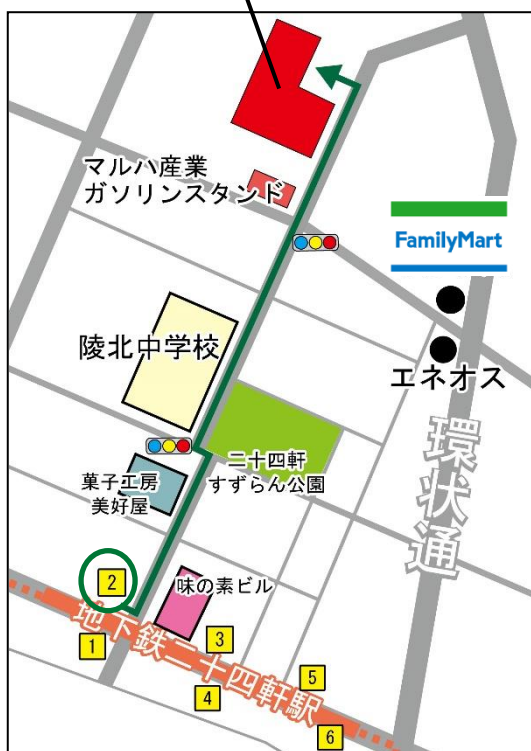 マルハ産業
ガソリンスタンド
FamilyMart
陵北中学校
エネオス
環状通
二十四軒
すずらん公園
菓子工房
美好屋
味の素ビル
地下鉄二十四軒駅
2
1
3
4
5
6